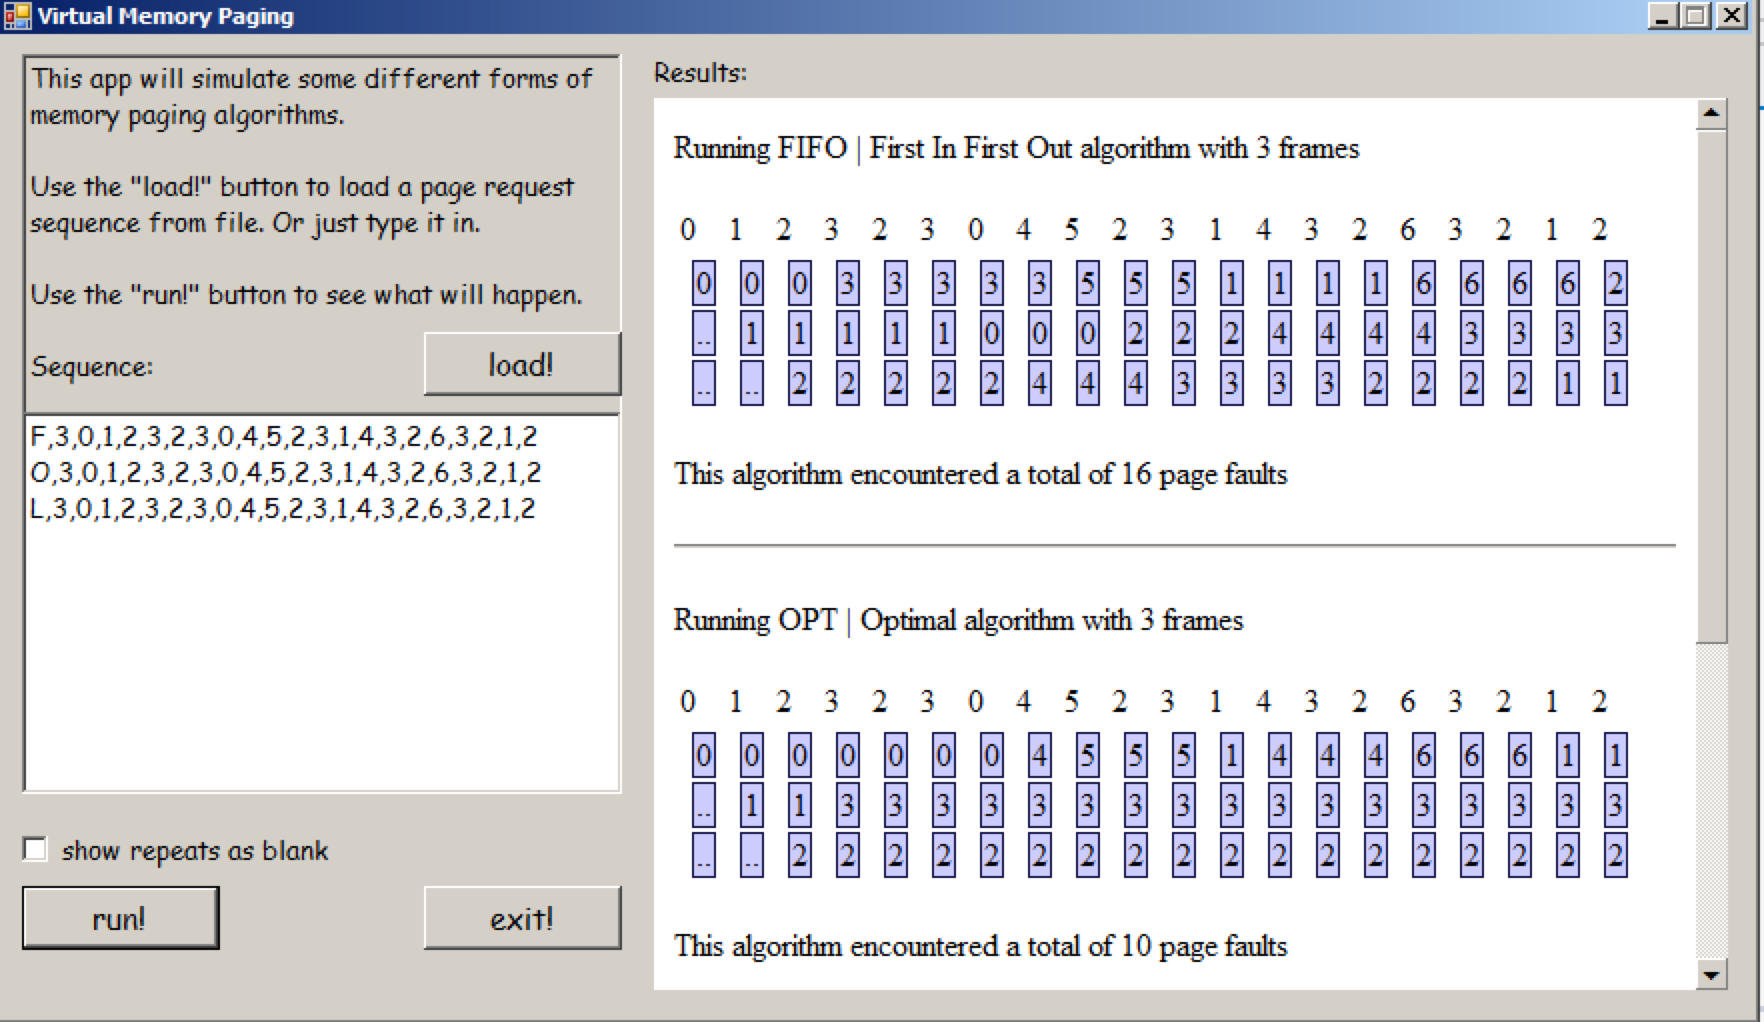 Virtual Memory Paging
This app will simulate some different forms of
memory paging algorithms.
Use the "load!" button to load a page request
sequence from file. Or just type it in.
Use the "run!" button to see what will happen.
Sequence:
load!
F,3,0,1,2,3,2,3,0,4,5,2,3,1,4,3,2,6,3,2,1,2
O,3,0,1,2,3,2,3,0,4,5,2,3,1,4,3,2,6,3,2,1,2
L,3,0,1,2,3,2,3,0,4,5,2,3,1,4,3,2,6,3,2,1,2
show repeats as blank
run!
exit!
Results:
Running FIFO | First In First Out algorithm with 3 frames
0 1 2 3 2 3 0 4 5 2 3 1 4 3 2 6 3 2 1 2
0 0 0 3 3 3 3 3 5 5 5 1 1 1 1 6 6 6 6 2
.. 1 1 1 1 1 0 0 0 2 2 2 4 4 4 4 3 3 3 3
.. .. 2 2 2 2 2 4 4 4 3 3 3 3 2 2 2 2 1 1
This algorithm encountered a total of 16 page faults
Running OPT | Optimal algorithm with 3 frames
0 1 2 3 2 3 0 4 5 2 3 1 4 3 2 6 3 2 1 2
0 0 0 0 0 0 0 4 5 5 5 1 4 4 4 6 6 6 1 1
.. 1 1 3 3 3 3 3 3 3 3 3 3 3 3 3 3 3 3 3
.. .. 2 2 2 2 2 2 2 2 2 2 2 2 2 2 2 2 2 2
This algorithm encountered a total of 10 page faults